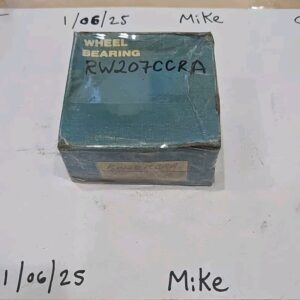 1/06/25 Mike
WHEEL
BEARING
RW207CCRA
1/06/25 Mike